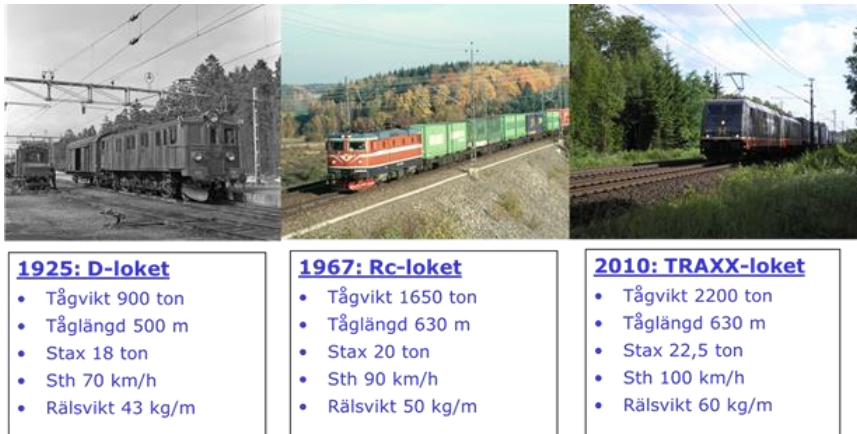 1925: D-loket
• Tågvikt 900 ton
• Tåglängd 500 m
• Stax 18 ton
• Sth 70 km/h
• Rälsvikt 43 kg/m
1967: Rc-loket
• Tågvikt 1650 ton
• Tåglängd 630 m
• Stax 20 ton
• Sth 90 km/h
• Rälsvikt 50 kg/m
2010: TRAXX-loket
• Tågvikt 2200 ton
• Tåglängd 630 m
• Stax 22,5 ton
• Sth 100 km/h
• Rälsvikt 60 kg/m